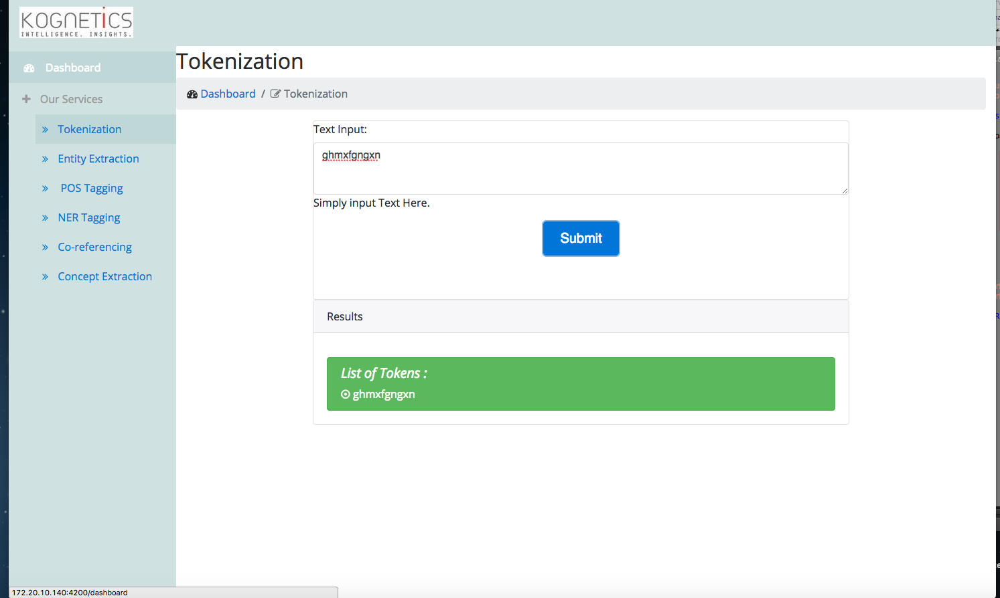 KOGNETICS
INTELLIGENCE. INSIGHTS.
Dashboard
Our Services
Tokenization
Entity Extraction
POS Tagging
NER Tagging
Co-referencing
Concept Extraction
Tokenization
Dashboard / Tokenization
Text Input:
ghmxfgngxn
Simply input Text Here.
Submit
Results
List of Tokens :
ghmxfgngxn
172.20.10.140:4200/dashboard